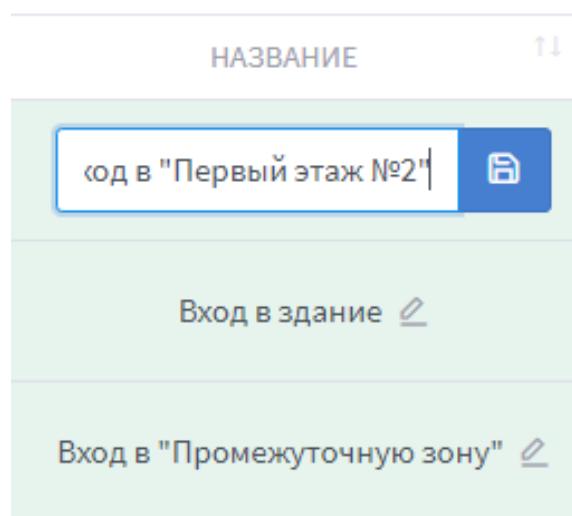 НАЗВАНИЕ
ход в "Первый этаж №2"
Вход в здание
Вход в "Промежуточную зону"